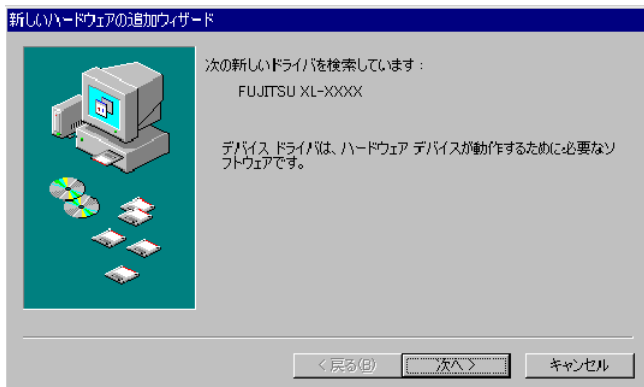 新しいハードウェアの追加ウィザード
次の新しいドライバを検索しています：
FUJITSU XL-XXXX
デバイス ドライバは、ハードウェア デバイスが動作するために必要なソ
フトウェアです。
< 戻る(B)
次へ >
キャンセル